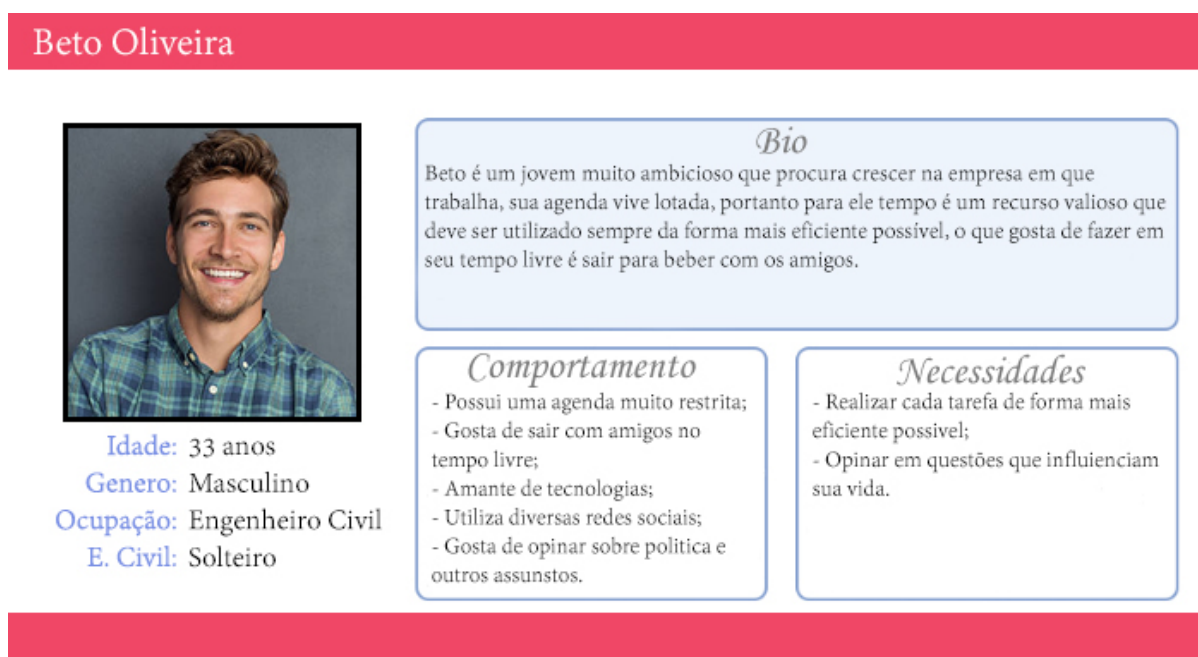 Beto Oliveira
Bio
Beto é um jovem muito ambicioso que procura crescer na empresa em que
trabalha, sua agenda vive lotada, portanto para ele tempo é um recurso valioso que
deve ser utilizado sempre da forma mais eficiente possível, o que gosta de fazer em
seu tempo livre é sair para beber com os amigos.
Idade: 33 anos
Genero: Masculino
Ocupação: Engenheiro Civil
E. Civil: Solteiro
Comportamento
- Possui uma agenda muito restrita;
- Gosta de sair com amigos no
tempo livre;
- Amante de tecnologias;
- Utiliza diversas redes sociais;
- Gosta de opinar sobre politica e
outros assunstos.
Necessidades
- Realizar cada tarefa de forma mais
eficiente possivel;
- Opinar em questões que influienciam
sua vida.